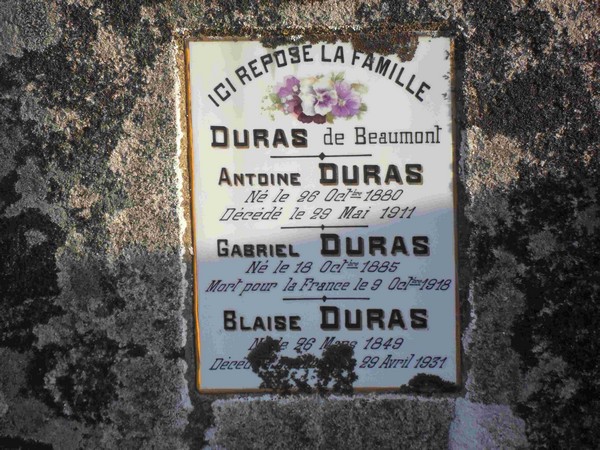 ICI REPOSE LA FAMILLE
DURAS de Beaumont
ANTOINE DURAS
Né le 26 Octbre 1880
Décédé le 29 Mai 1911
GABRIEL DURAS
Né le 18 Octbre 1885
Mort pour la France le 9 Octbre 1918
BLAISE DURAS
Né le 26 Mars 1849
29 Avril 1931